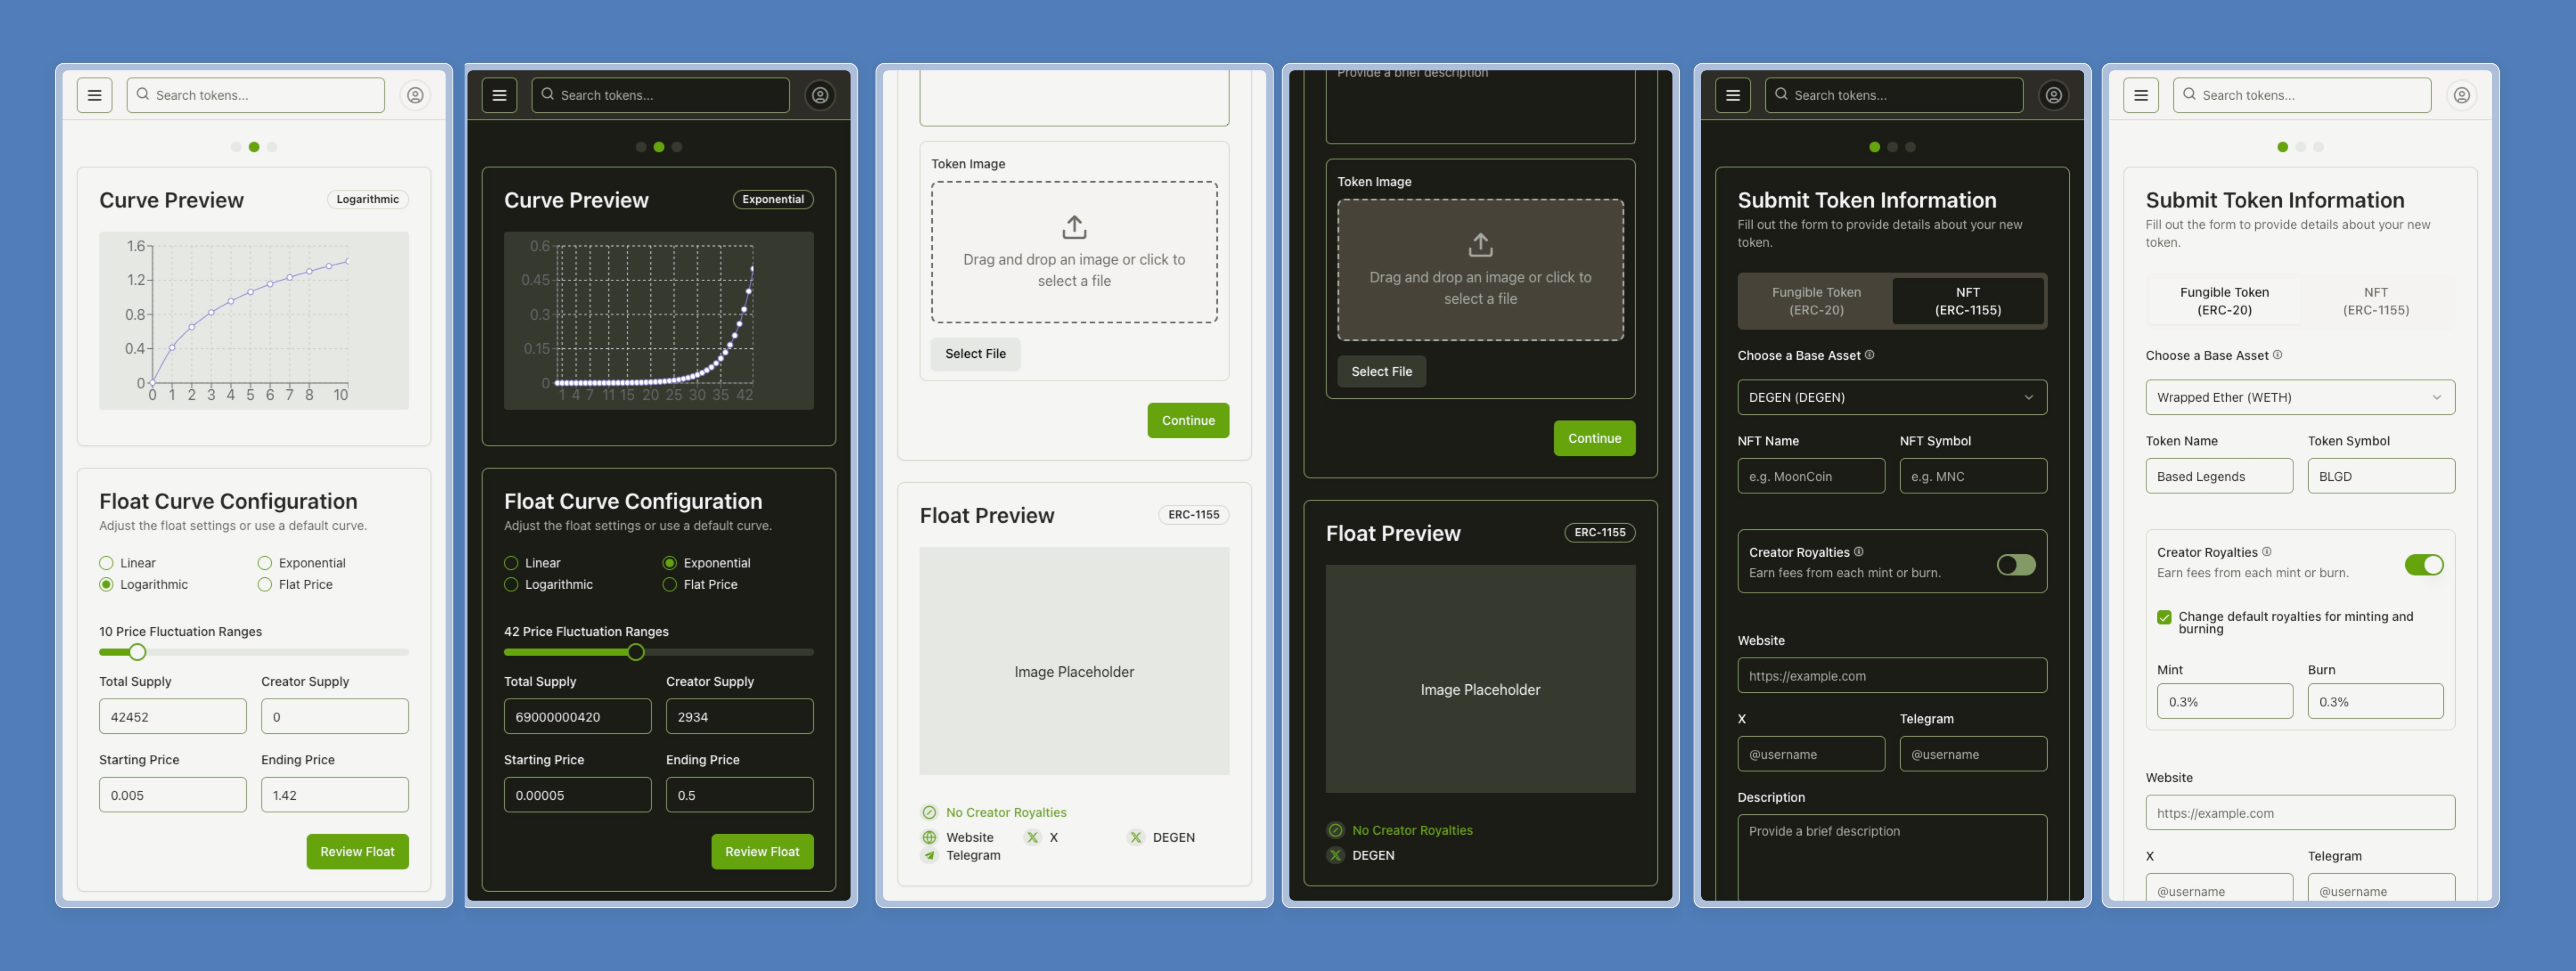 Search tokens...
Curve Preview
Logarithmic
1.6
1.2
0.8
0.4
0
0 1 2 3 4 5 6 7 8 10
Float Curve Configuration
Adjust the float settings or use a default curve.
Linear
Exponential
Logarithmic
Flat Price
10 Price Fluctuation Ranges
Total Supply
Creator Supply
42452
0
Starting Price
Ending Price
0.005
1.42
Review Float
Search tokens...
Curve Preview
Exponential
0.6
0.45
0.3
0.15
0
1 4 7 11 15 20 25 30 35 42
Float Curve Configuration
Adjust the float settings or use a default curve.
Linear
Exponential
Logarithmic
Flat Price
42 Price Fluctuation Ranges
Total Supply
Creator Supply
69000000420
2934
Starting Price
Ending Price
0.00005
0.5
Review Float
Token Image
Drag and drop an image or click to
select a file
Select File
Continue
Float Preview
ERC-1155
Image Placeholder
No Creator Royalties
Website
X
DEGEN
Telegram
Provide a brief description
Token Image
Drag and drop an image or click to
select a file
Select File
Continue
Float Preview
ERC-1155
Image Placeholder
No Creator Royalties
DEGEN
Search tokens...
Submit Token Information
Fill out the form to provide details about your new
token.
Fungible Token
(ERC-20)
NFT
(ERC-1155)
Choose a Base Asset
DEGEN (DEGEN)
NFT Name
NFT Symbol
e.g. MoonCoin
e.g. MNC
Creator Royalties
Earn fees from each mint or burn.
Website
https://example.com
X
Telegram
@username
@username
Description
Provide a brief description
Search tokens...
Submit Token Information
Fill out the form to provide details about your new
token.
Fungible Token
(ERC-20)
NFT
(ERC-1155)
Choose a Base Asset
Wrapped Ether (WETH)
Token Name
Token Symbol
Based Legends
BLGD
Creator Royalties
Earn fees from each mint or burn.
Change default royalties for minting and
burning
Mint
Burn
0.3%
0.3%
Website
https://example.com
X
Telegram
@username
@username